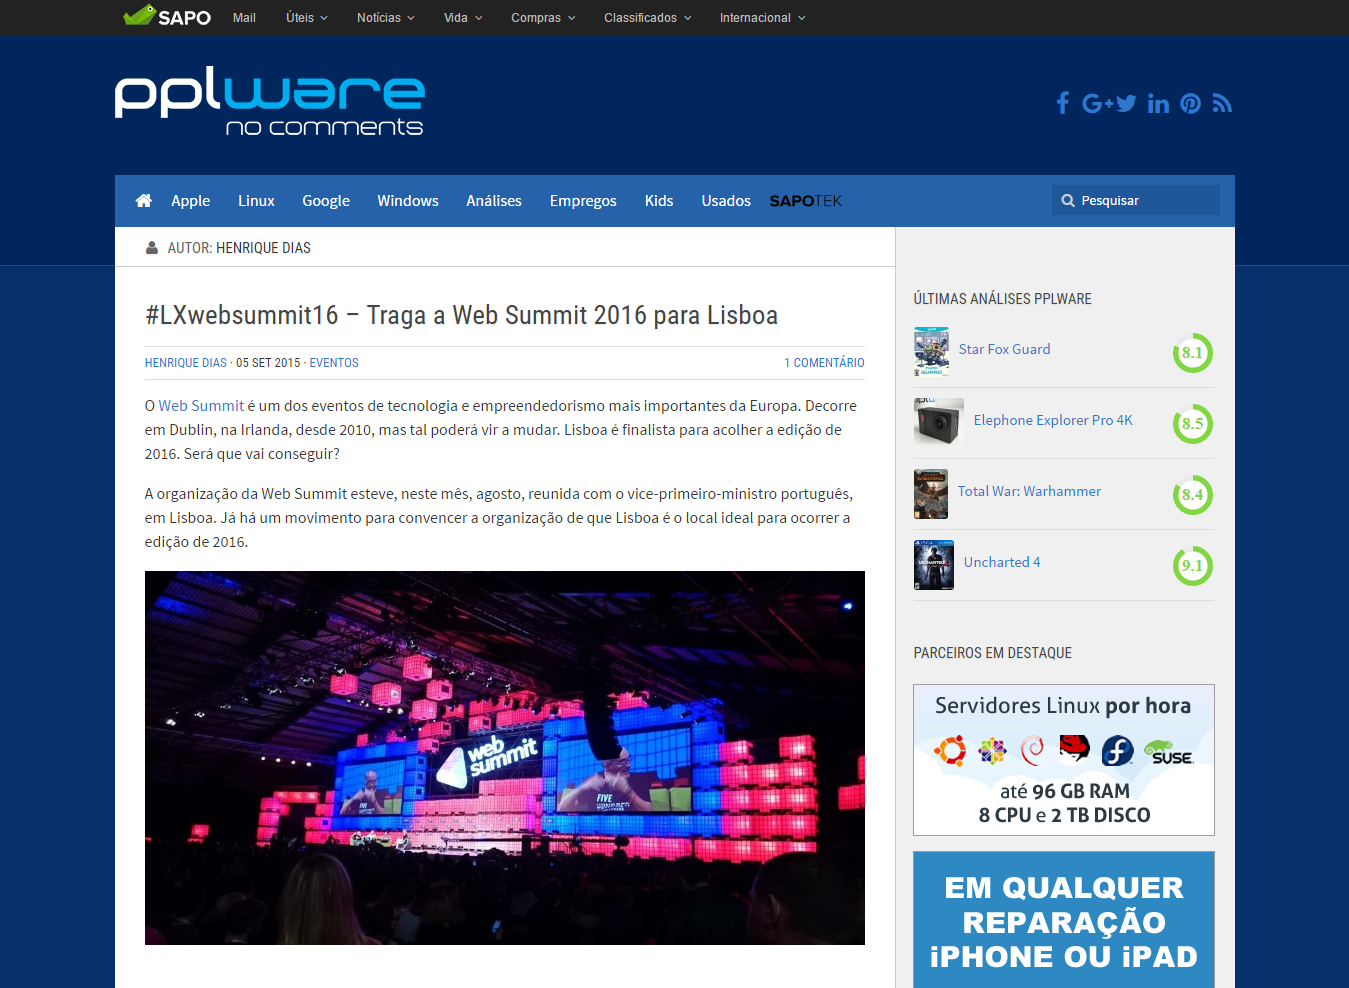 SAPO Mail Úteis Notícias Vida Compras Classificados Internacional
pplware
no comments
Apple Linux Google Windows Análises Empregos Kids Usados SAPOTEK Pesquisar
AUTOR: HENRIQUE DIAS
#LXwebsummit16 – Traga a Web Summit 2016 para Lisboa
HENRIQUE DIAS · 05 SET 2015 · EVENTOS 1 COMENTÁRIO
O Web Summit é um dos eventos de tecnologia e empreendedorismo mais importantes da Europa. Decorre
em Dublin, na Irlanda, desde 2010, mas tal poderá vir a mudar. Lisboa é finalista para acolher a edição de
2016. Será que vai conseguir?
A organização da Web Summit esteve, neste mês, agosto, reunida com o vice-primeiro-ministro português,
em Lisboa. Já há um movimento para convencer a organização de que Lisboa é o local ideal para ocorrer a
edição de 2016.
web
summit
FIVE
HUNDRED
ÚLTIMAS ANÁLISES PPLWARE
Star Fox Guard 8.1
Elephone Explorer Pro 4K 8.5
Total War: Warhammer 8.4
Uncharted 4 9.1
PARCEIROS EM DESTAQUE
Servidores Linux por hora
SUSE
até 96 GB RAM
8 CPU e 2 TB DISCO
EM QUALQUER
REPARAÇÃO
iPHONE OU iPAD